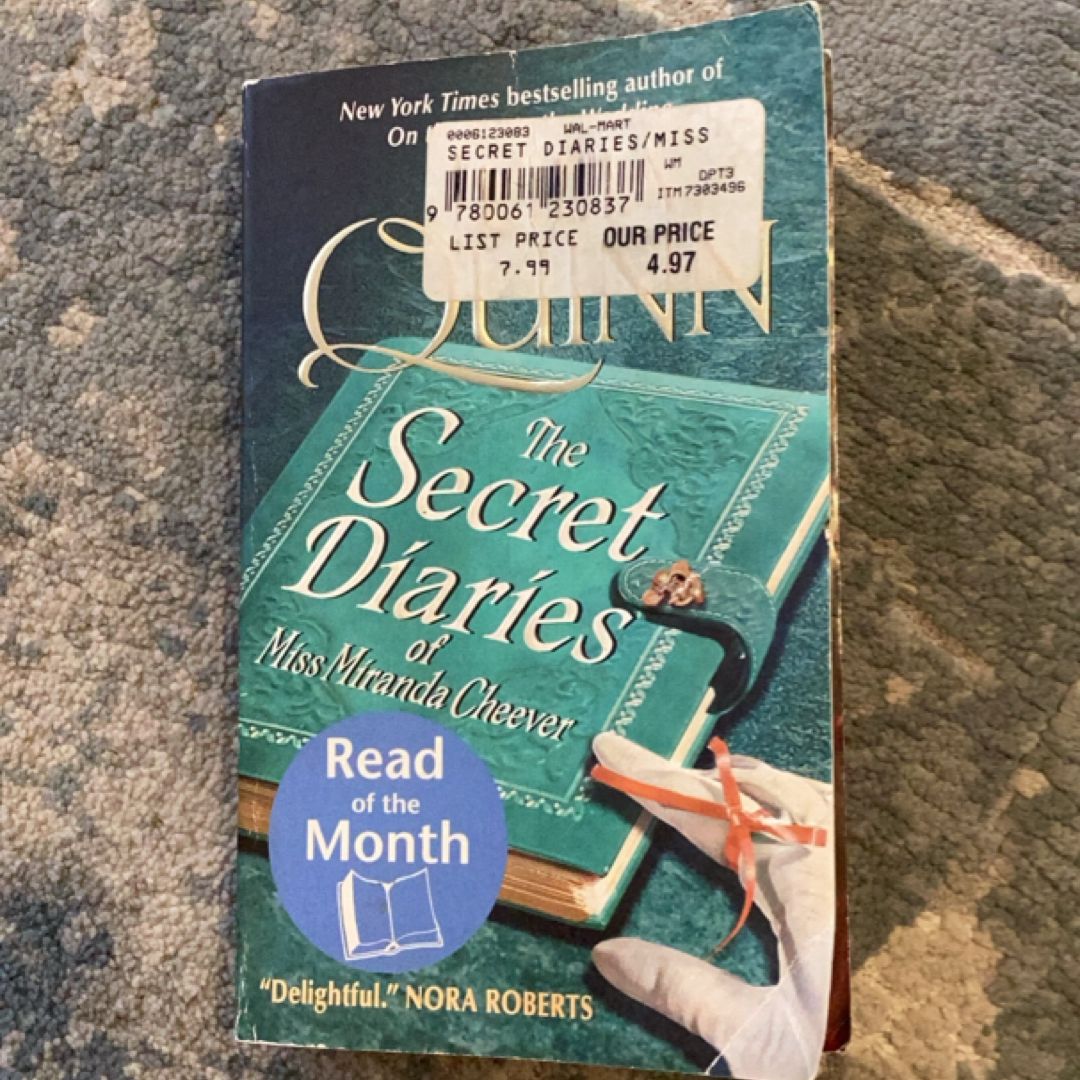 New York Times bestselling author of
On
0006123083 WAL-MART
SECRET DIARIES/MISS
WM
DPT3
ITM7303496
9 780061 230837
LIST PRICE OUR PRICE
7.99 4.97
QUINN
The
Secret
Diaries
of
Miss Miranda Cheever
Read
of the
Month
"Delightful." NORA ROBERTS